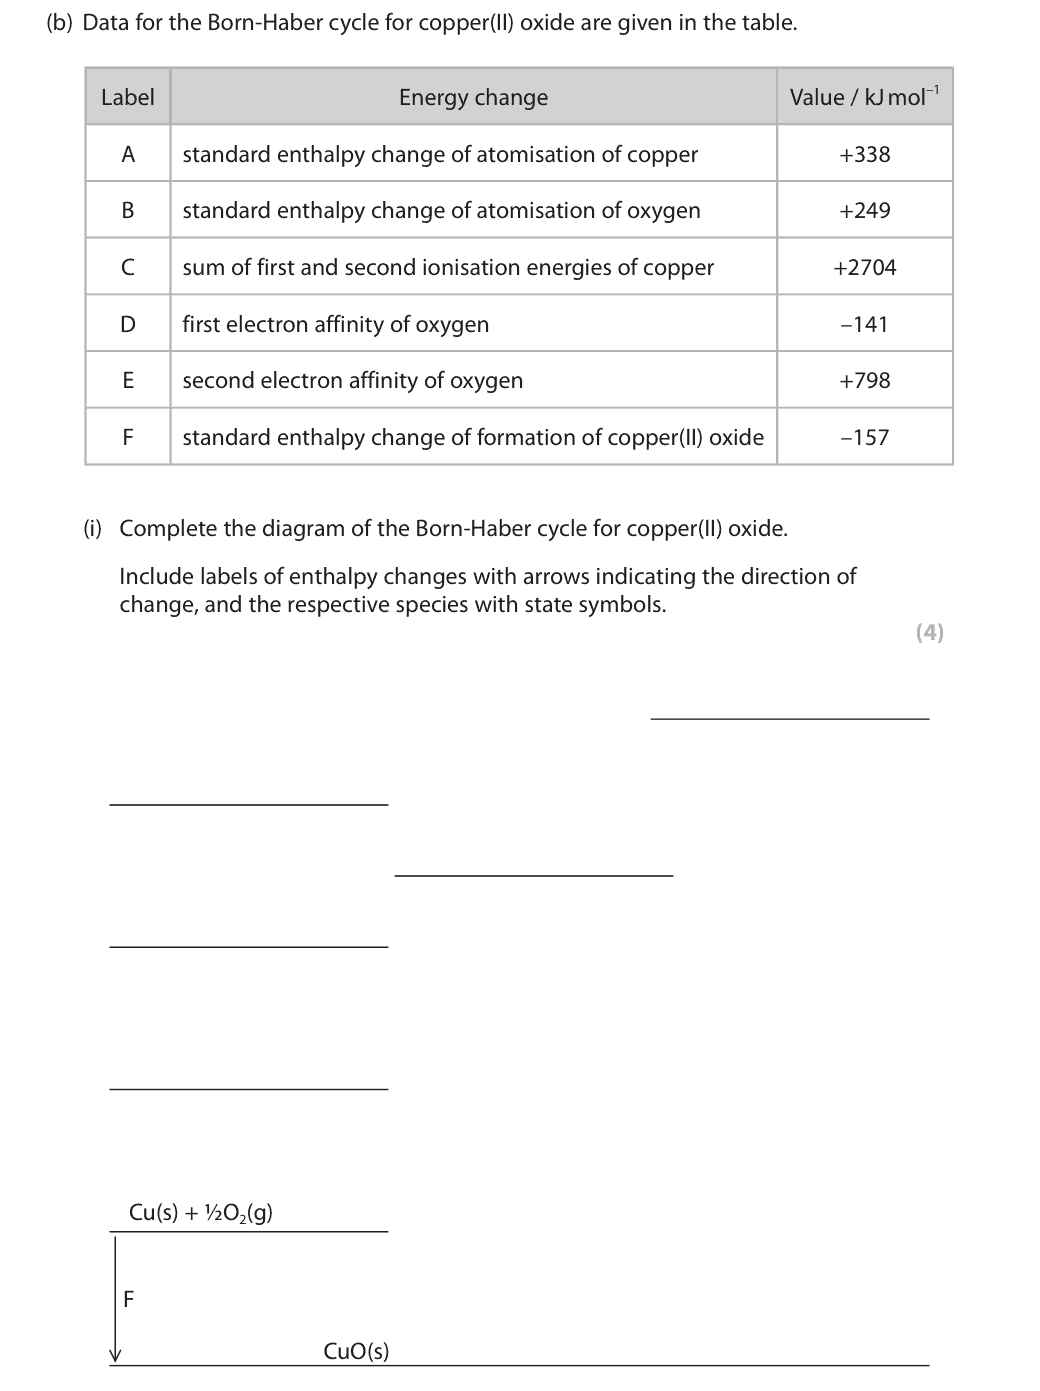 (b) Data for the Born-Haber cycle for copper(II) oxide are given in the table.
Label Energy change Value / kJ mol⁻¹
A standard enthalpy change of atomisation of copper +338
B standard enthalpy change of atomisation of oxygen +249
C sum of first and second ionisation energies of copper +2704
D first electron affinity of oxygen –141
E second electron affinity of oxygen +798
F standard enthalpy change of formation of copper(II) oxide –157
(i) Complete the diagram of the Born-Haber cycle for copper(II) oxide.
Include labels of enthalpy changes with arrows indicating the direction of
change, and the respective species with state symbols.
(4)
Cu(s) + ½O₂(g)
F
CuO(s)